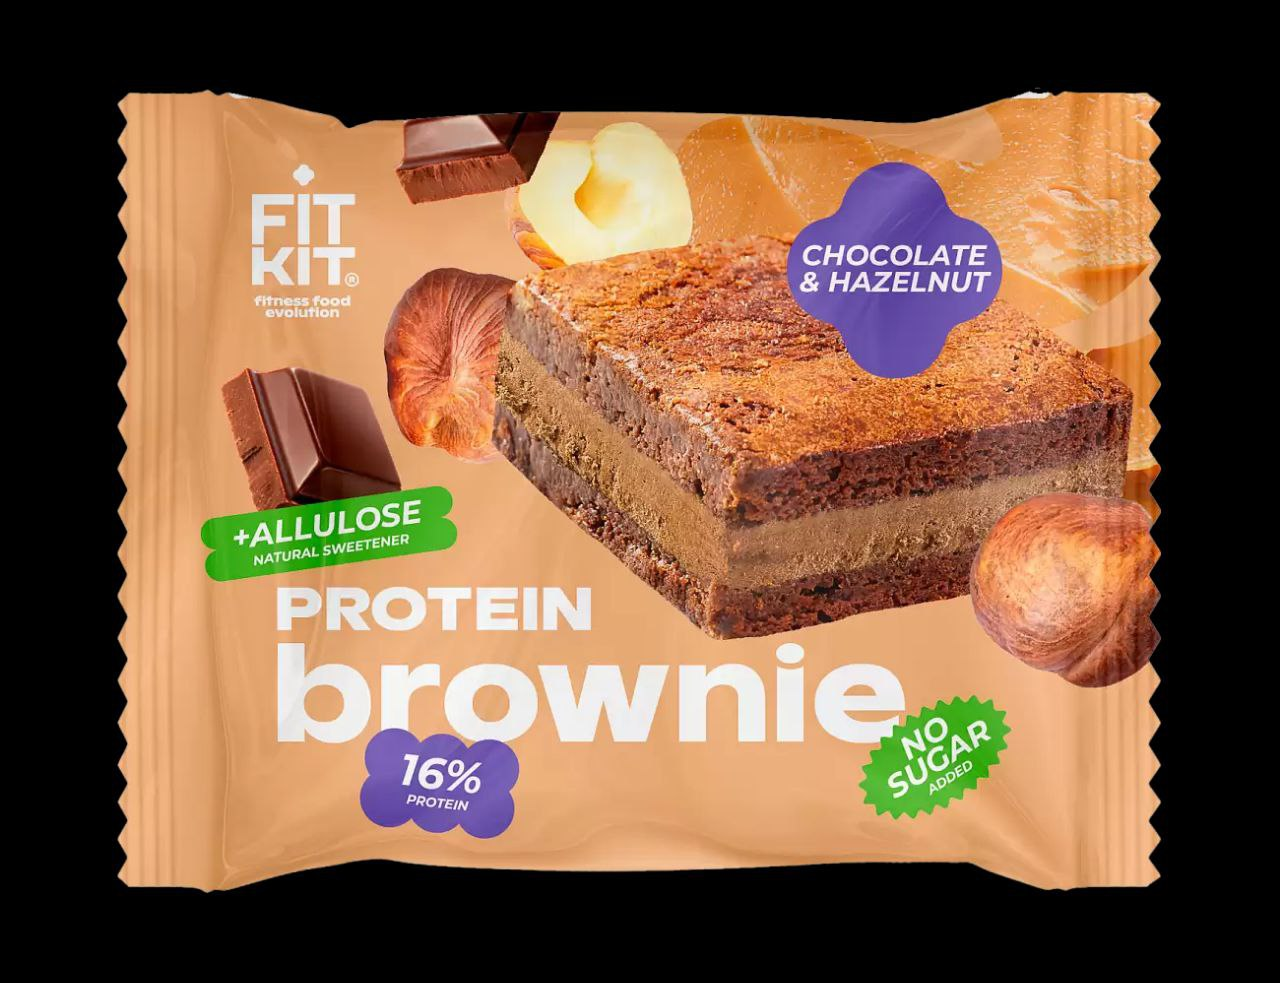 FIT
KIT®
fitness food
evolution
CHOCOLATE
& HAZELNUT
+ALLULOSE
NATURAL SWEETENER
PROTEIN
brownie
16%
PROTEIN
NO
SUGAR
ADDED